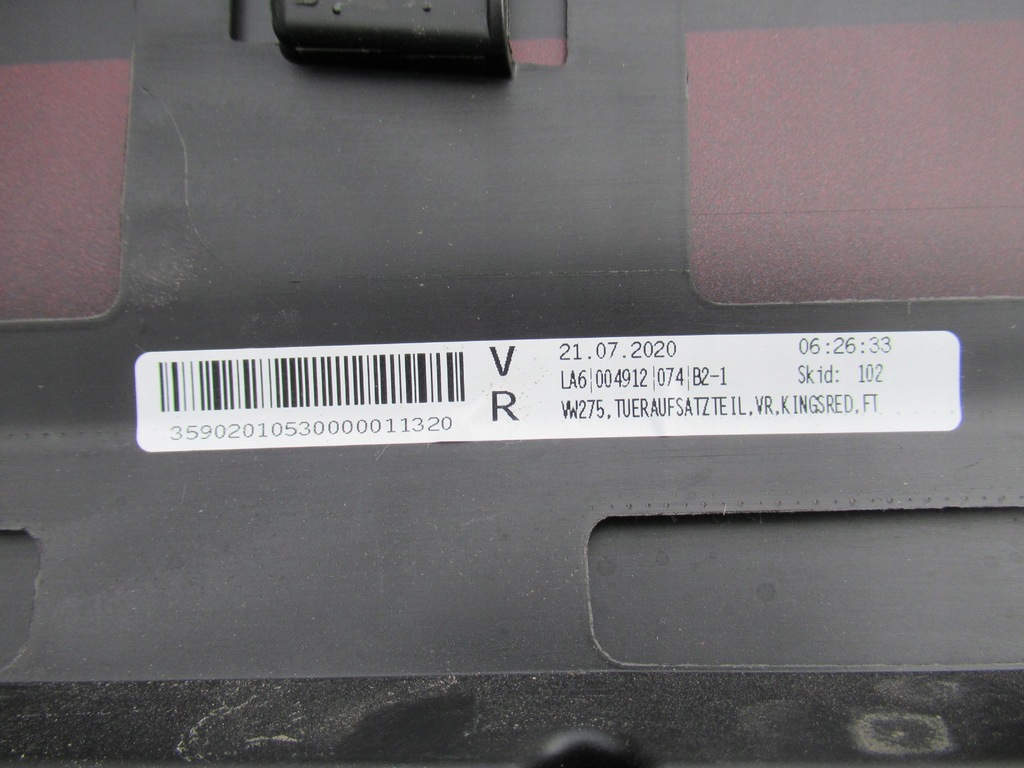 V
R
35902010530000011320
21.07.2020 06:26:33
LA6|004912|074|B2-1 Skid: 102
VW275,TUERAUFSATZTEIL,VR,KINGSRED,FT